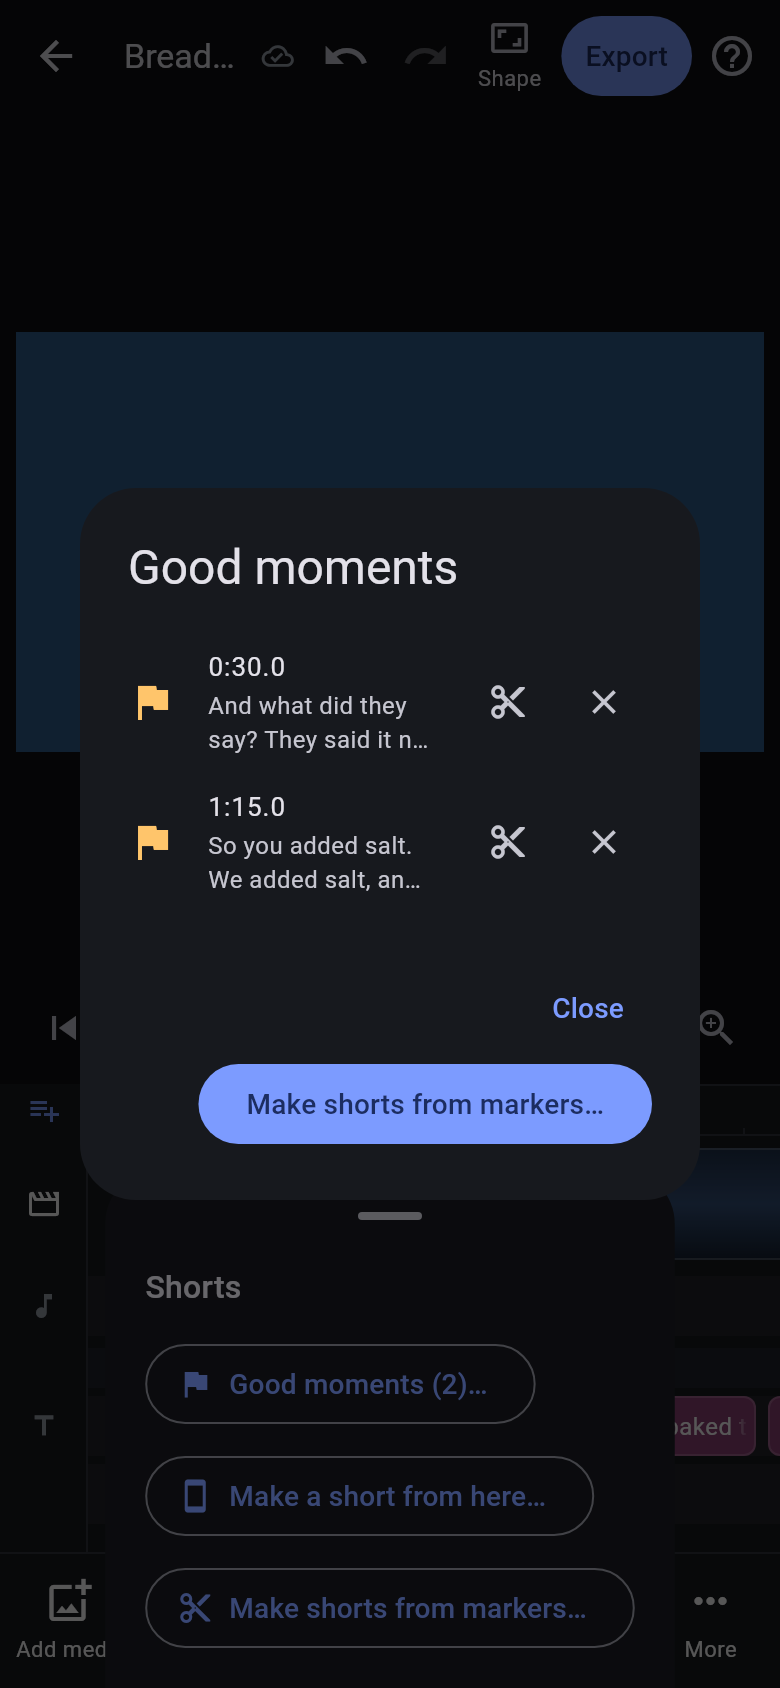 Bread…
Shape
Export
Good moments
0:30.0
And what did they
say? They said it n…
1:15.0
So you added salt.
We added salt, an…
Close
Make shorts from markers…
Shorts
Good moments (2)…
baked t
Make a short from here…
Make shorts from markers…
Add med
More